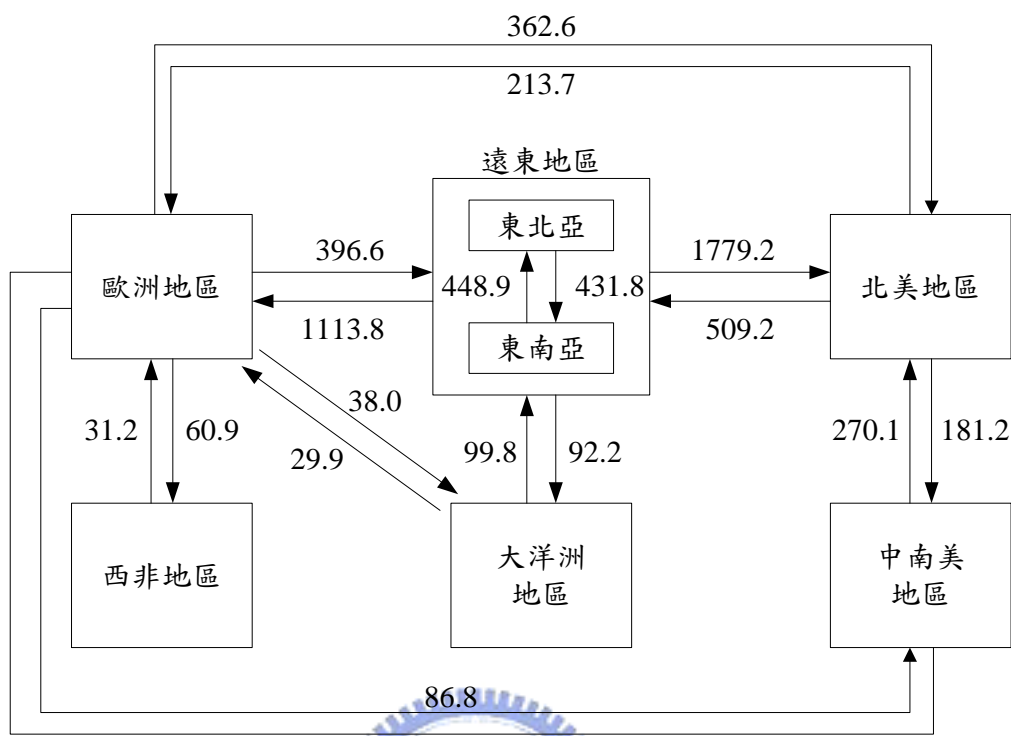 362.6
213.7
遠東地區
東北亞
396.6
1779.2
歐洲地區
448.9
431.8
北美地區
1113.8
509.2
東南亞
38.0
31.2
60.9
29.9
99.8
92.2
270.1
181.2
西非地區
大洋洲
地區
中南美
地區
86.8